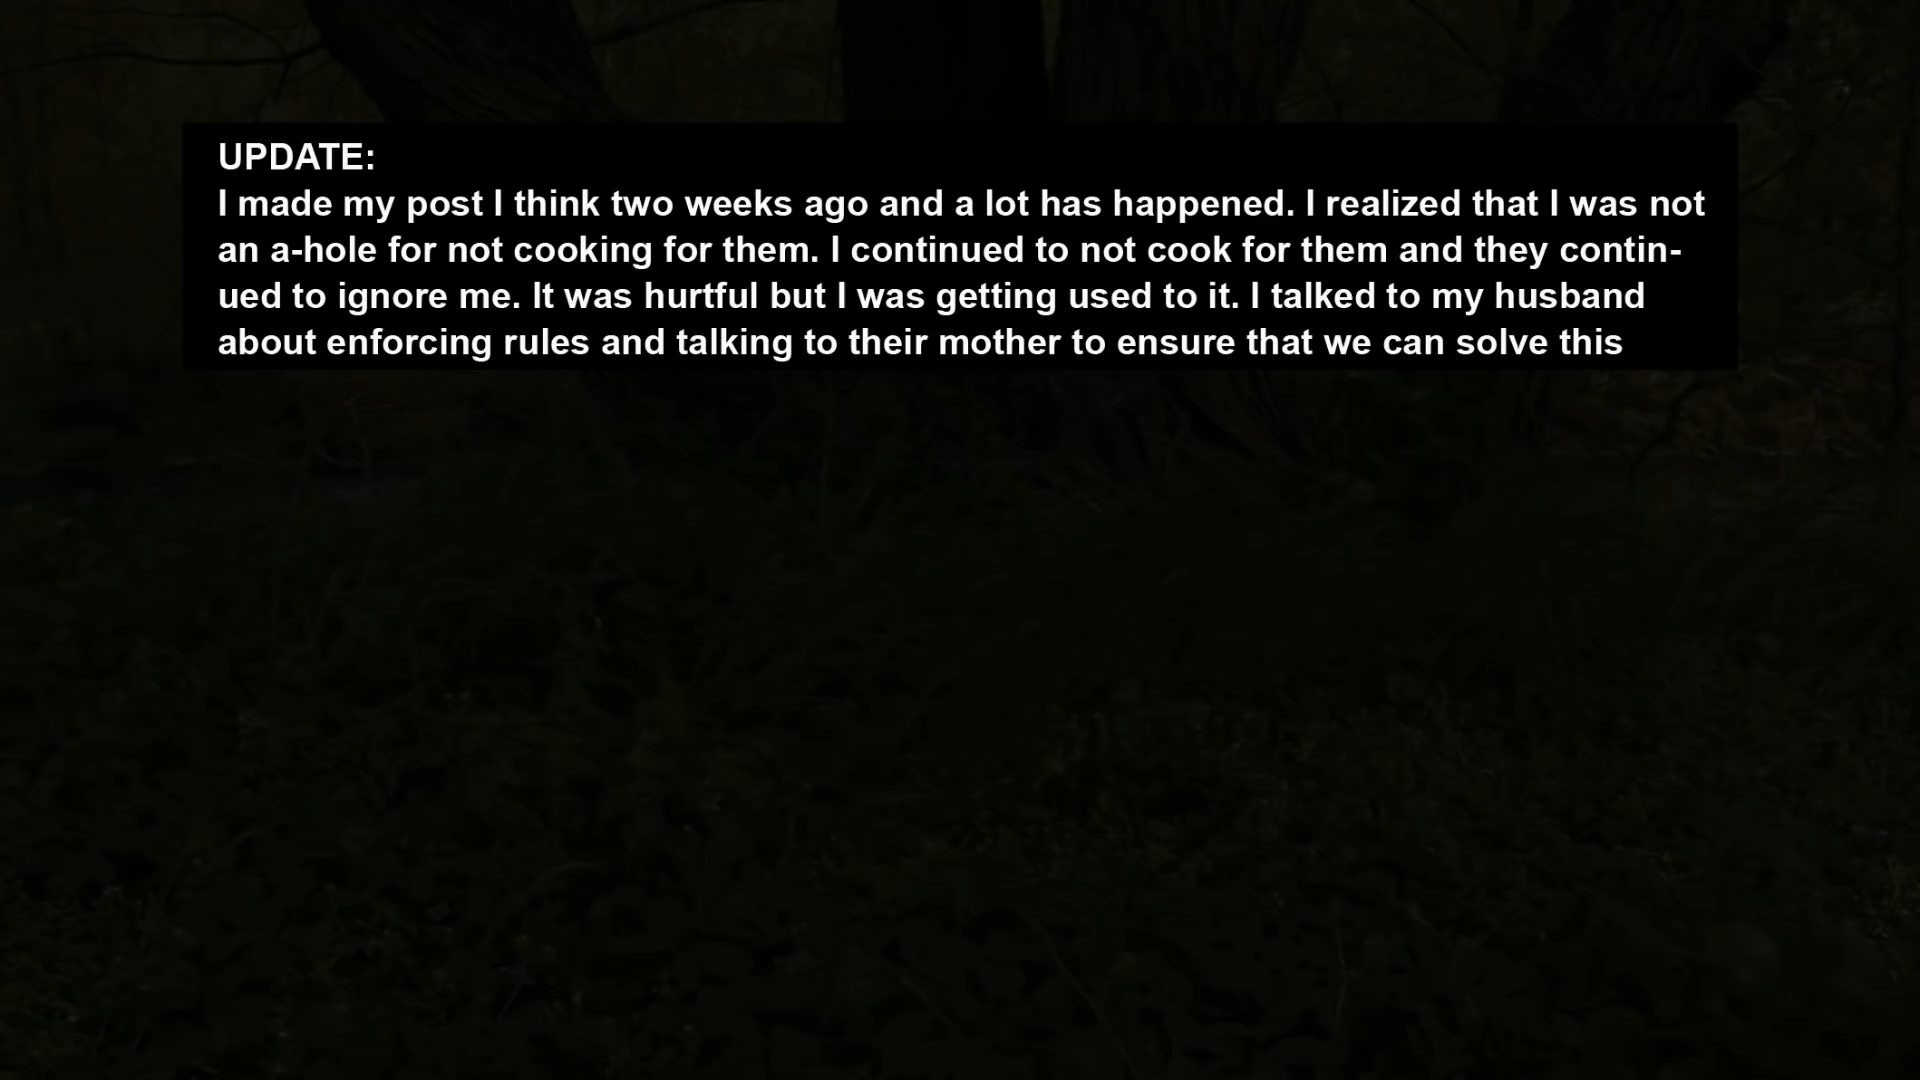 UPDATE:
I made my post I think two weeks ago and a lot has happened. I realized that I was not
an a-hole for not cooking for them. I continued to not cook for them and they contin-
ued to ignore me. It was hurtful but I was getting used to it. I talked to my husband
about enforcing rules and talking to their mother to ensure that we can solve this